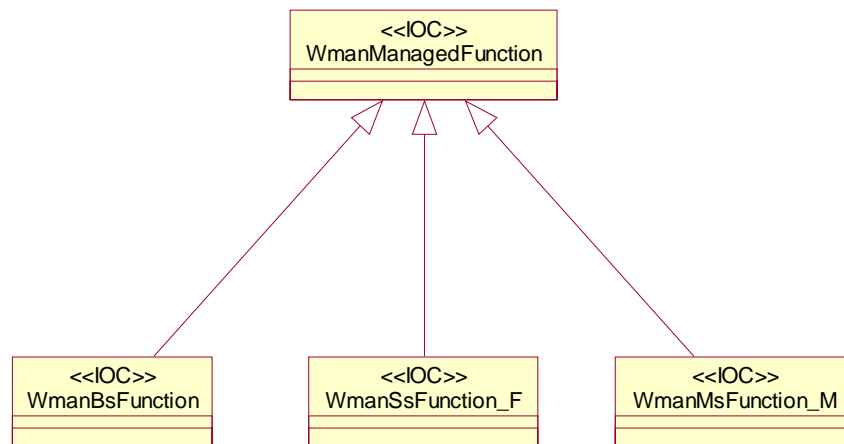 <<IOC>>
WmanManagedFunction
<<IOC>>
WmanBsFunction
<<IOC>>
WmanSsFunction_F
<<IOC>>
WmanMsFunction_M